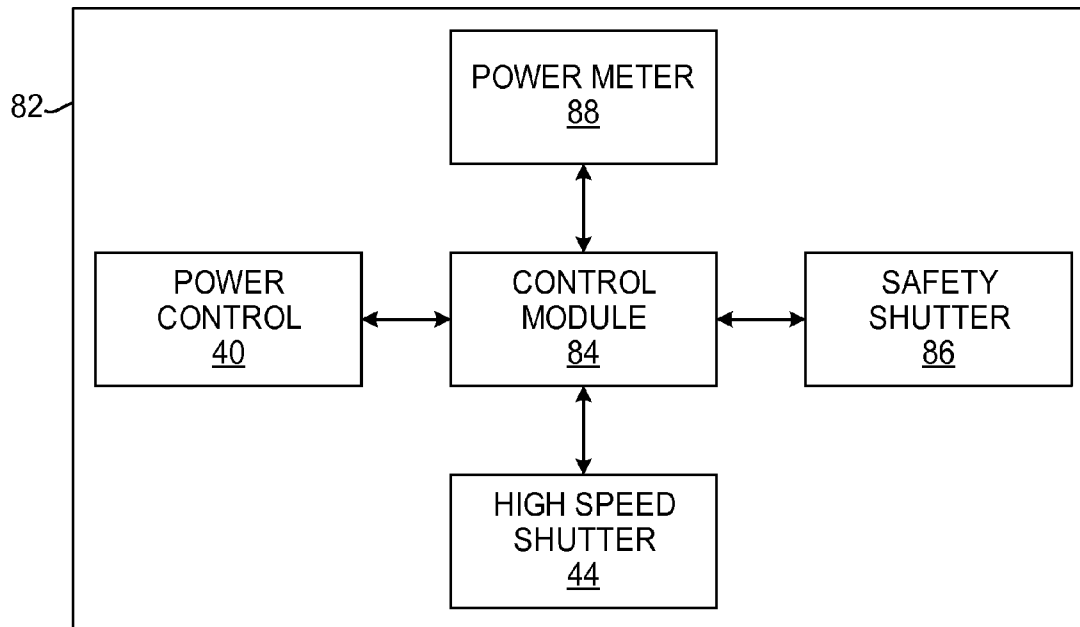 POWER METER
88
82
POWER
CONTROL
40
CONTROL
MODULE
84
SAFETY
SHUTTER
86
HIGH SPEED
SHUTTER
44